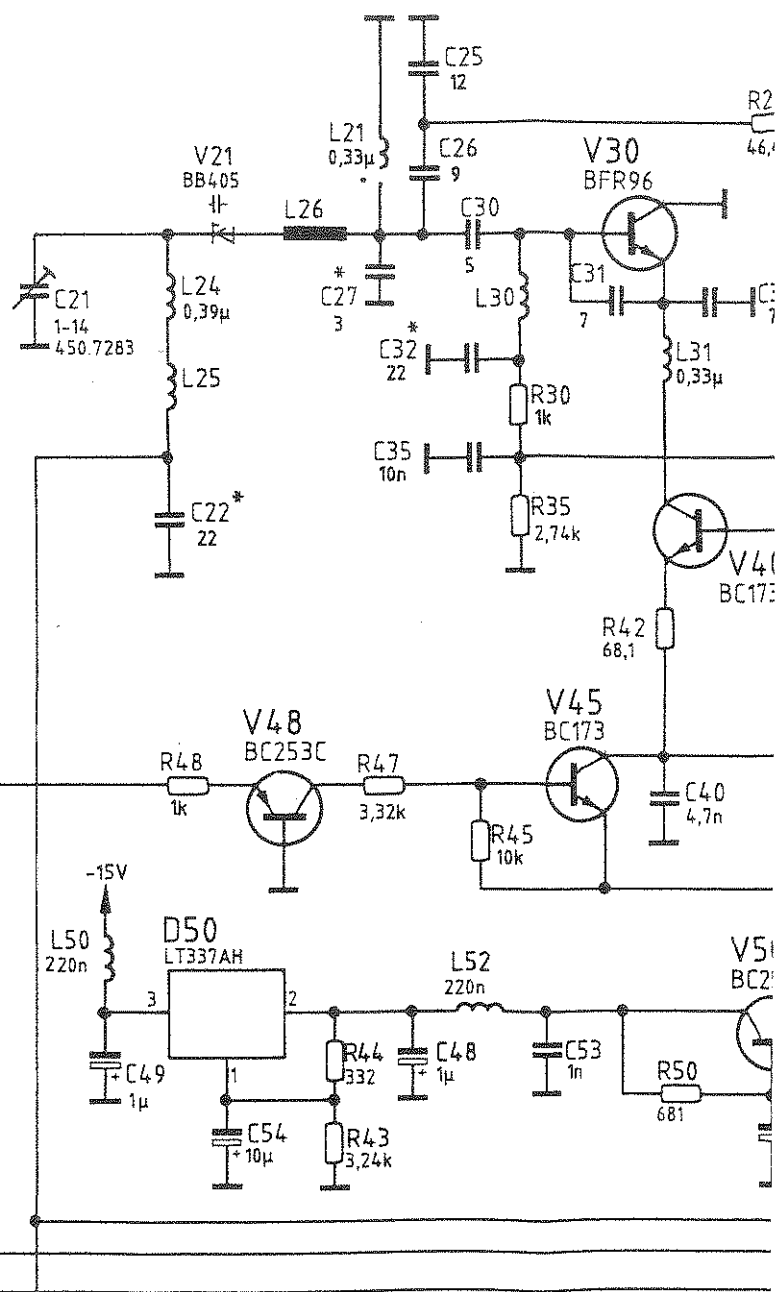 C25
12
R2
46,4
L21
0,33µ
V21
BB405
C26
9
V30
BFR96
L26
C30
5
C21
1-14
450.7283
L24
0,39µ
*
C27
3
L30
C31
7
C3
7
L25
*
C32
22
R30
1k
L31
0,33µ
C35
10n
C22*
22
R35
2,74k
V40
BC173
R42
68,1
V48
BC253C
V45
BC173
R48
1k
R47
3,32k
C40
4,7n
R45
10k
-15V
L50
220n
D50
LT337AH
L52
220n
V50
BC25
3
2
1
C49
+ 1µ
R44
332
C48
+ 1µ
C53
1n
R50
681
C54
+ 10µ
R43
3,24k